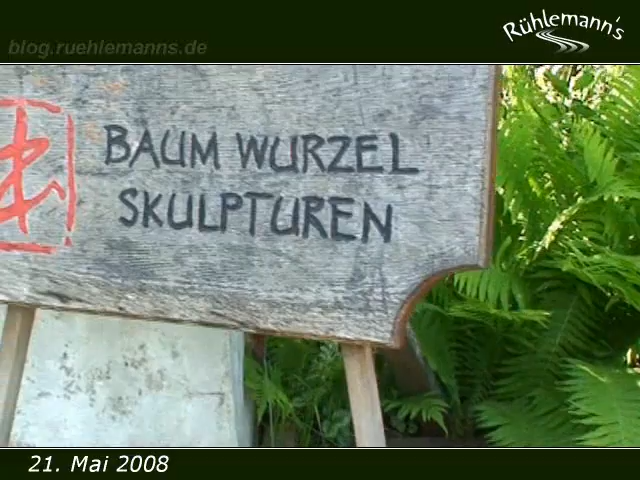 Rühlemann's
blog.ruehlemanns.de
BAUM WURZEL
SKULPTUREN
21. Mai 2008